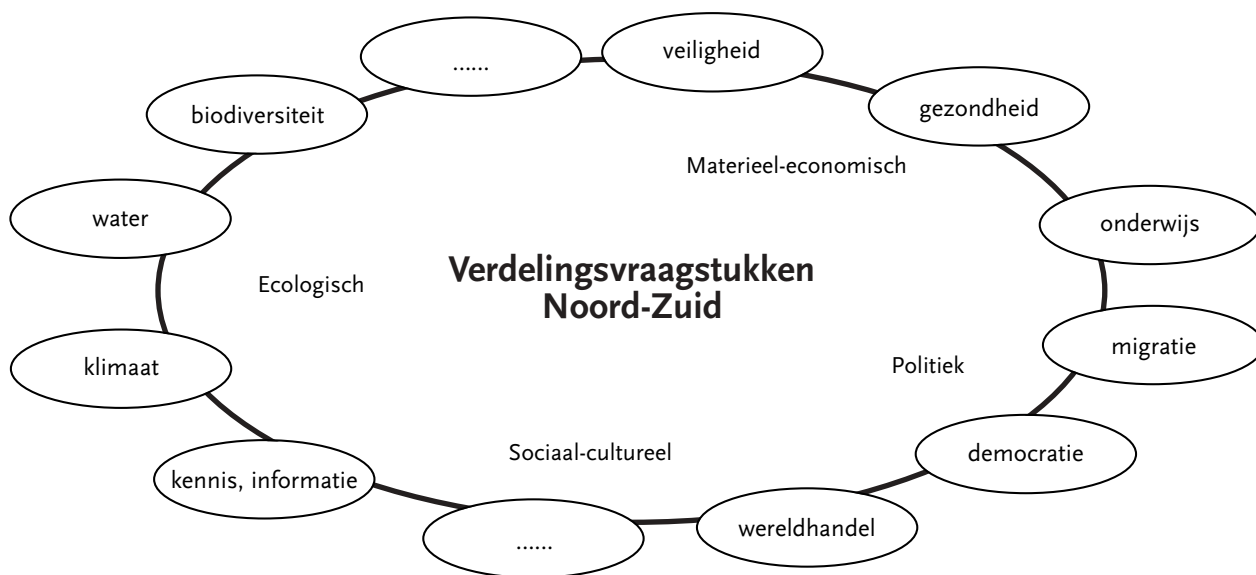 ......
veiligheid
biodiversiteit
gezondheid
Materieel-economisch
water
onderwijs
Verdelingsvraagstukken
Noord-Zuid
Ecologisch
migratie
klimaat
Politiek
Sociaal-cultureel
democratie
kennis, informatie
wereldhandel
......